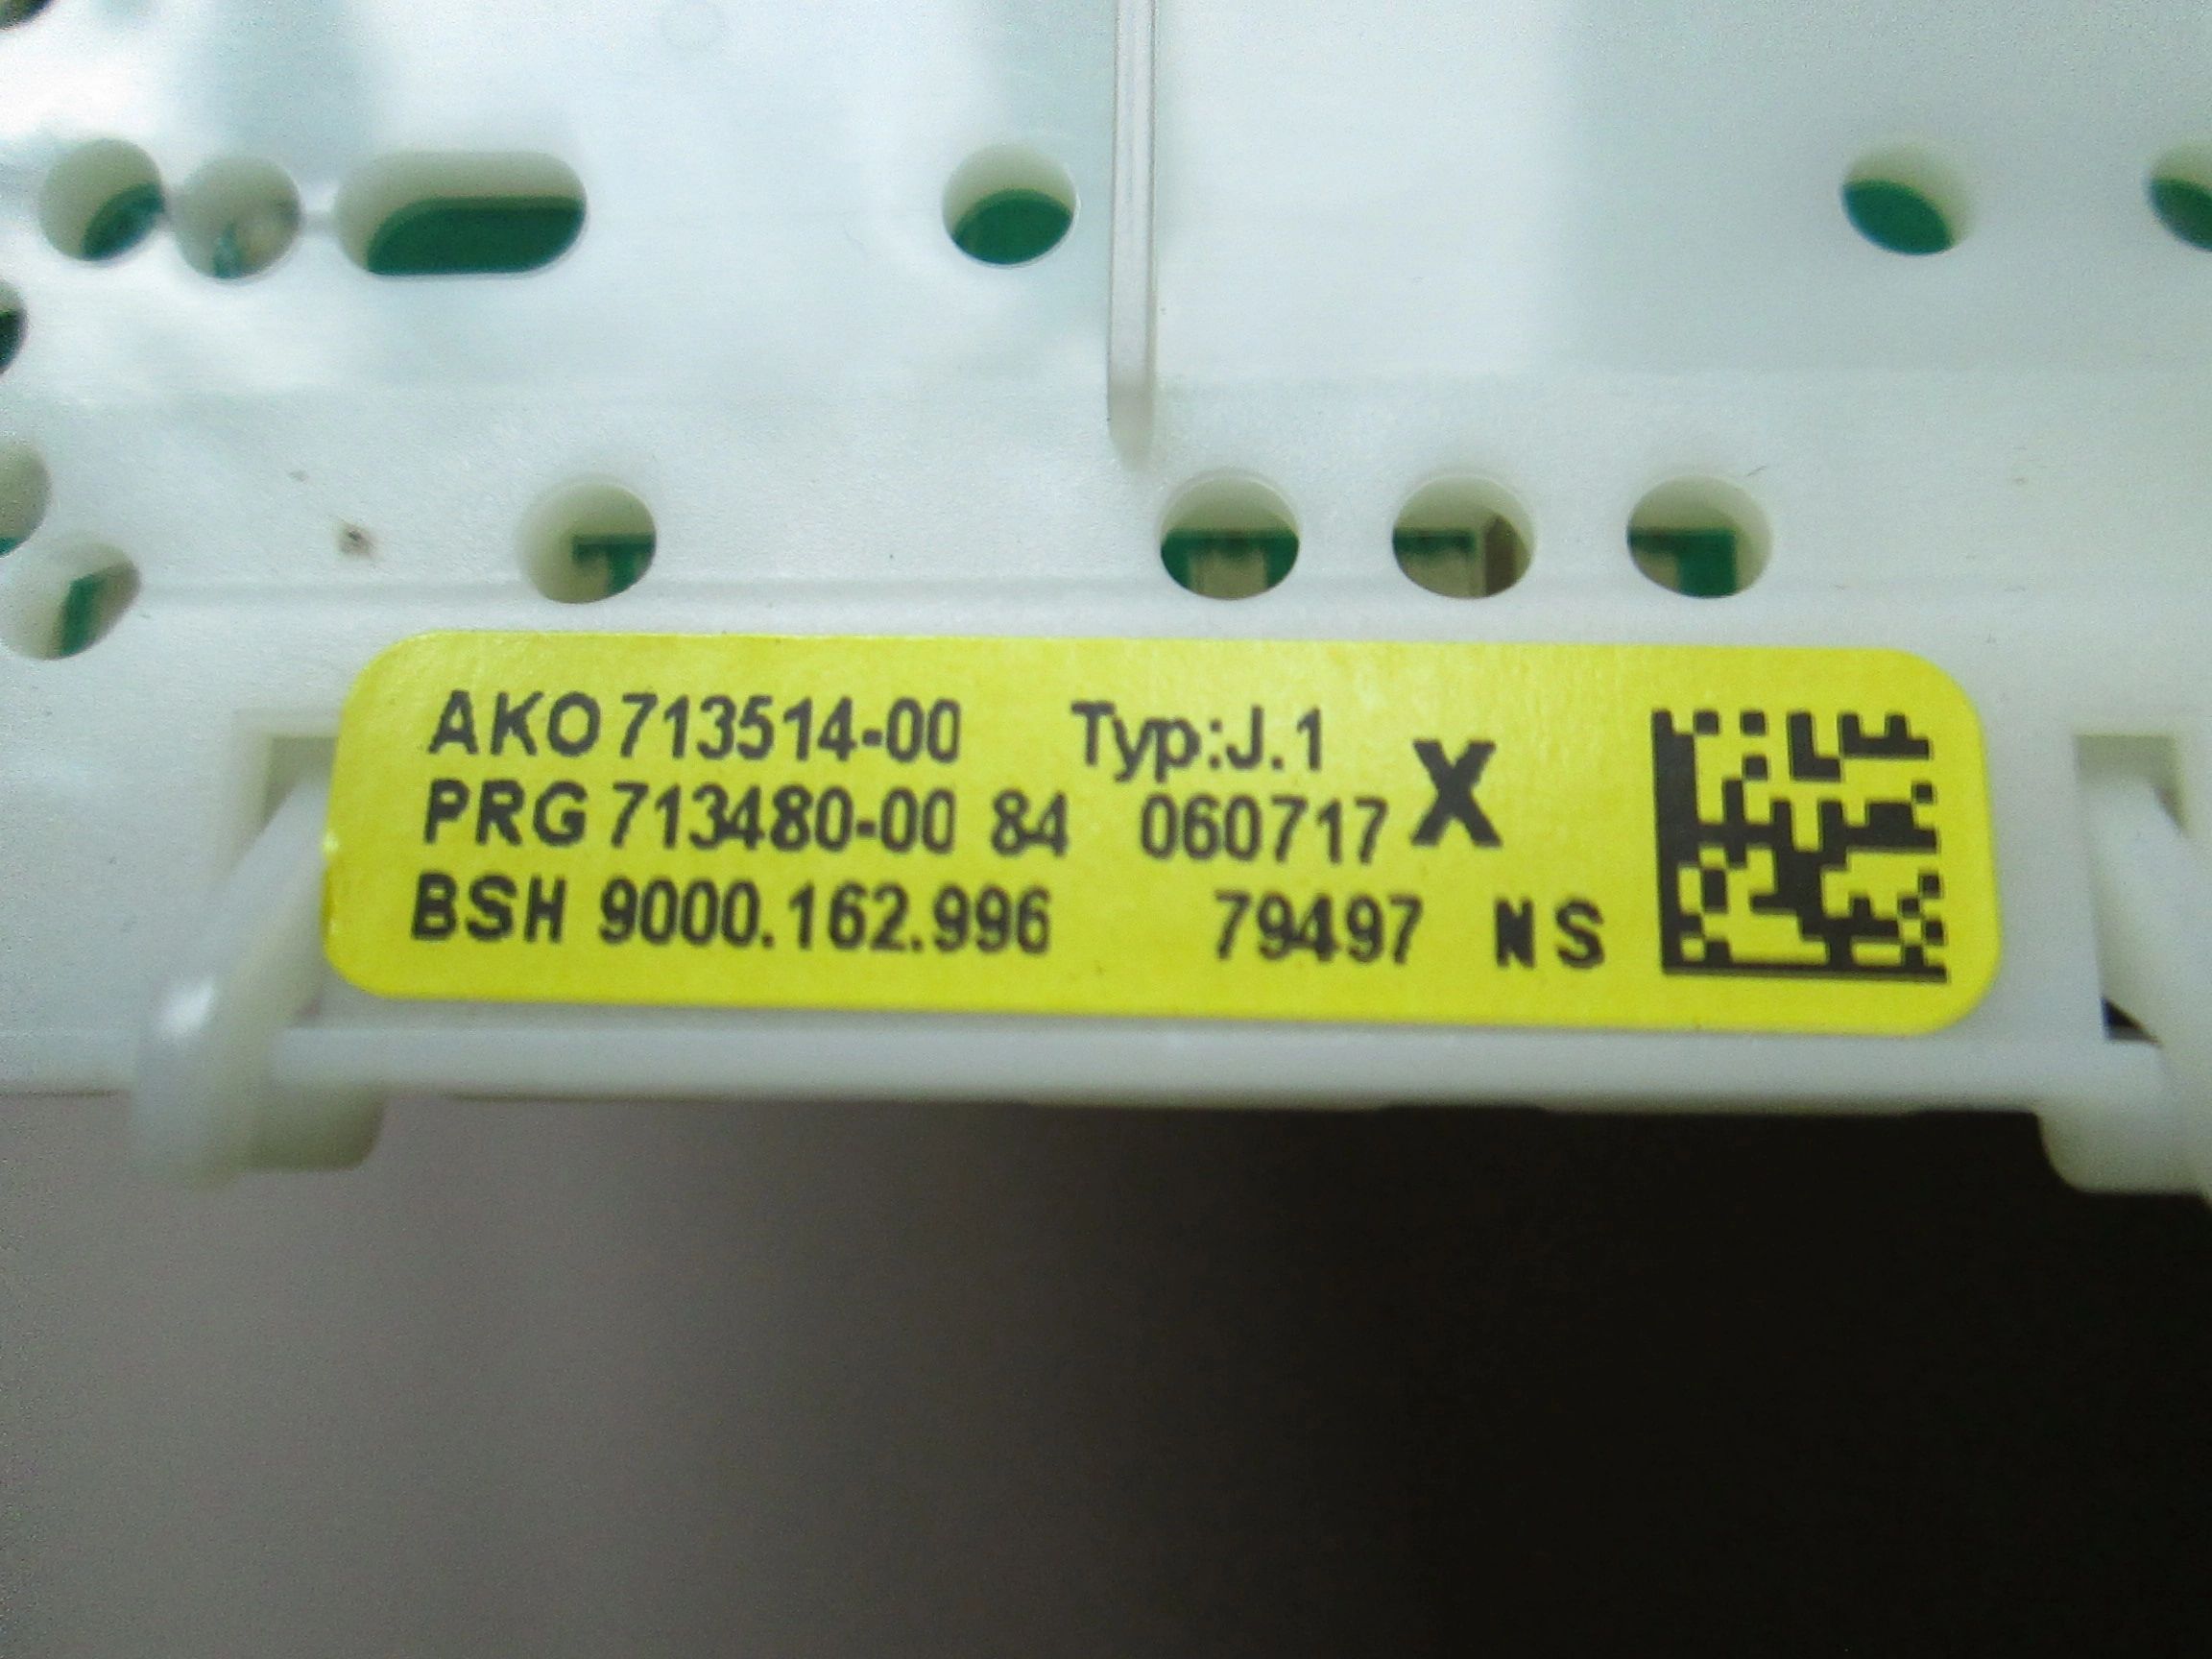 AKO 713514-00 Typ:J.1
PRG 713480-00 84 060717 X
BSH 9000.162.996 79497 NS